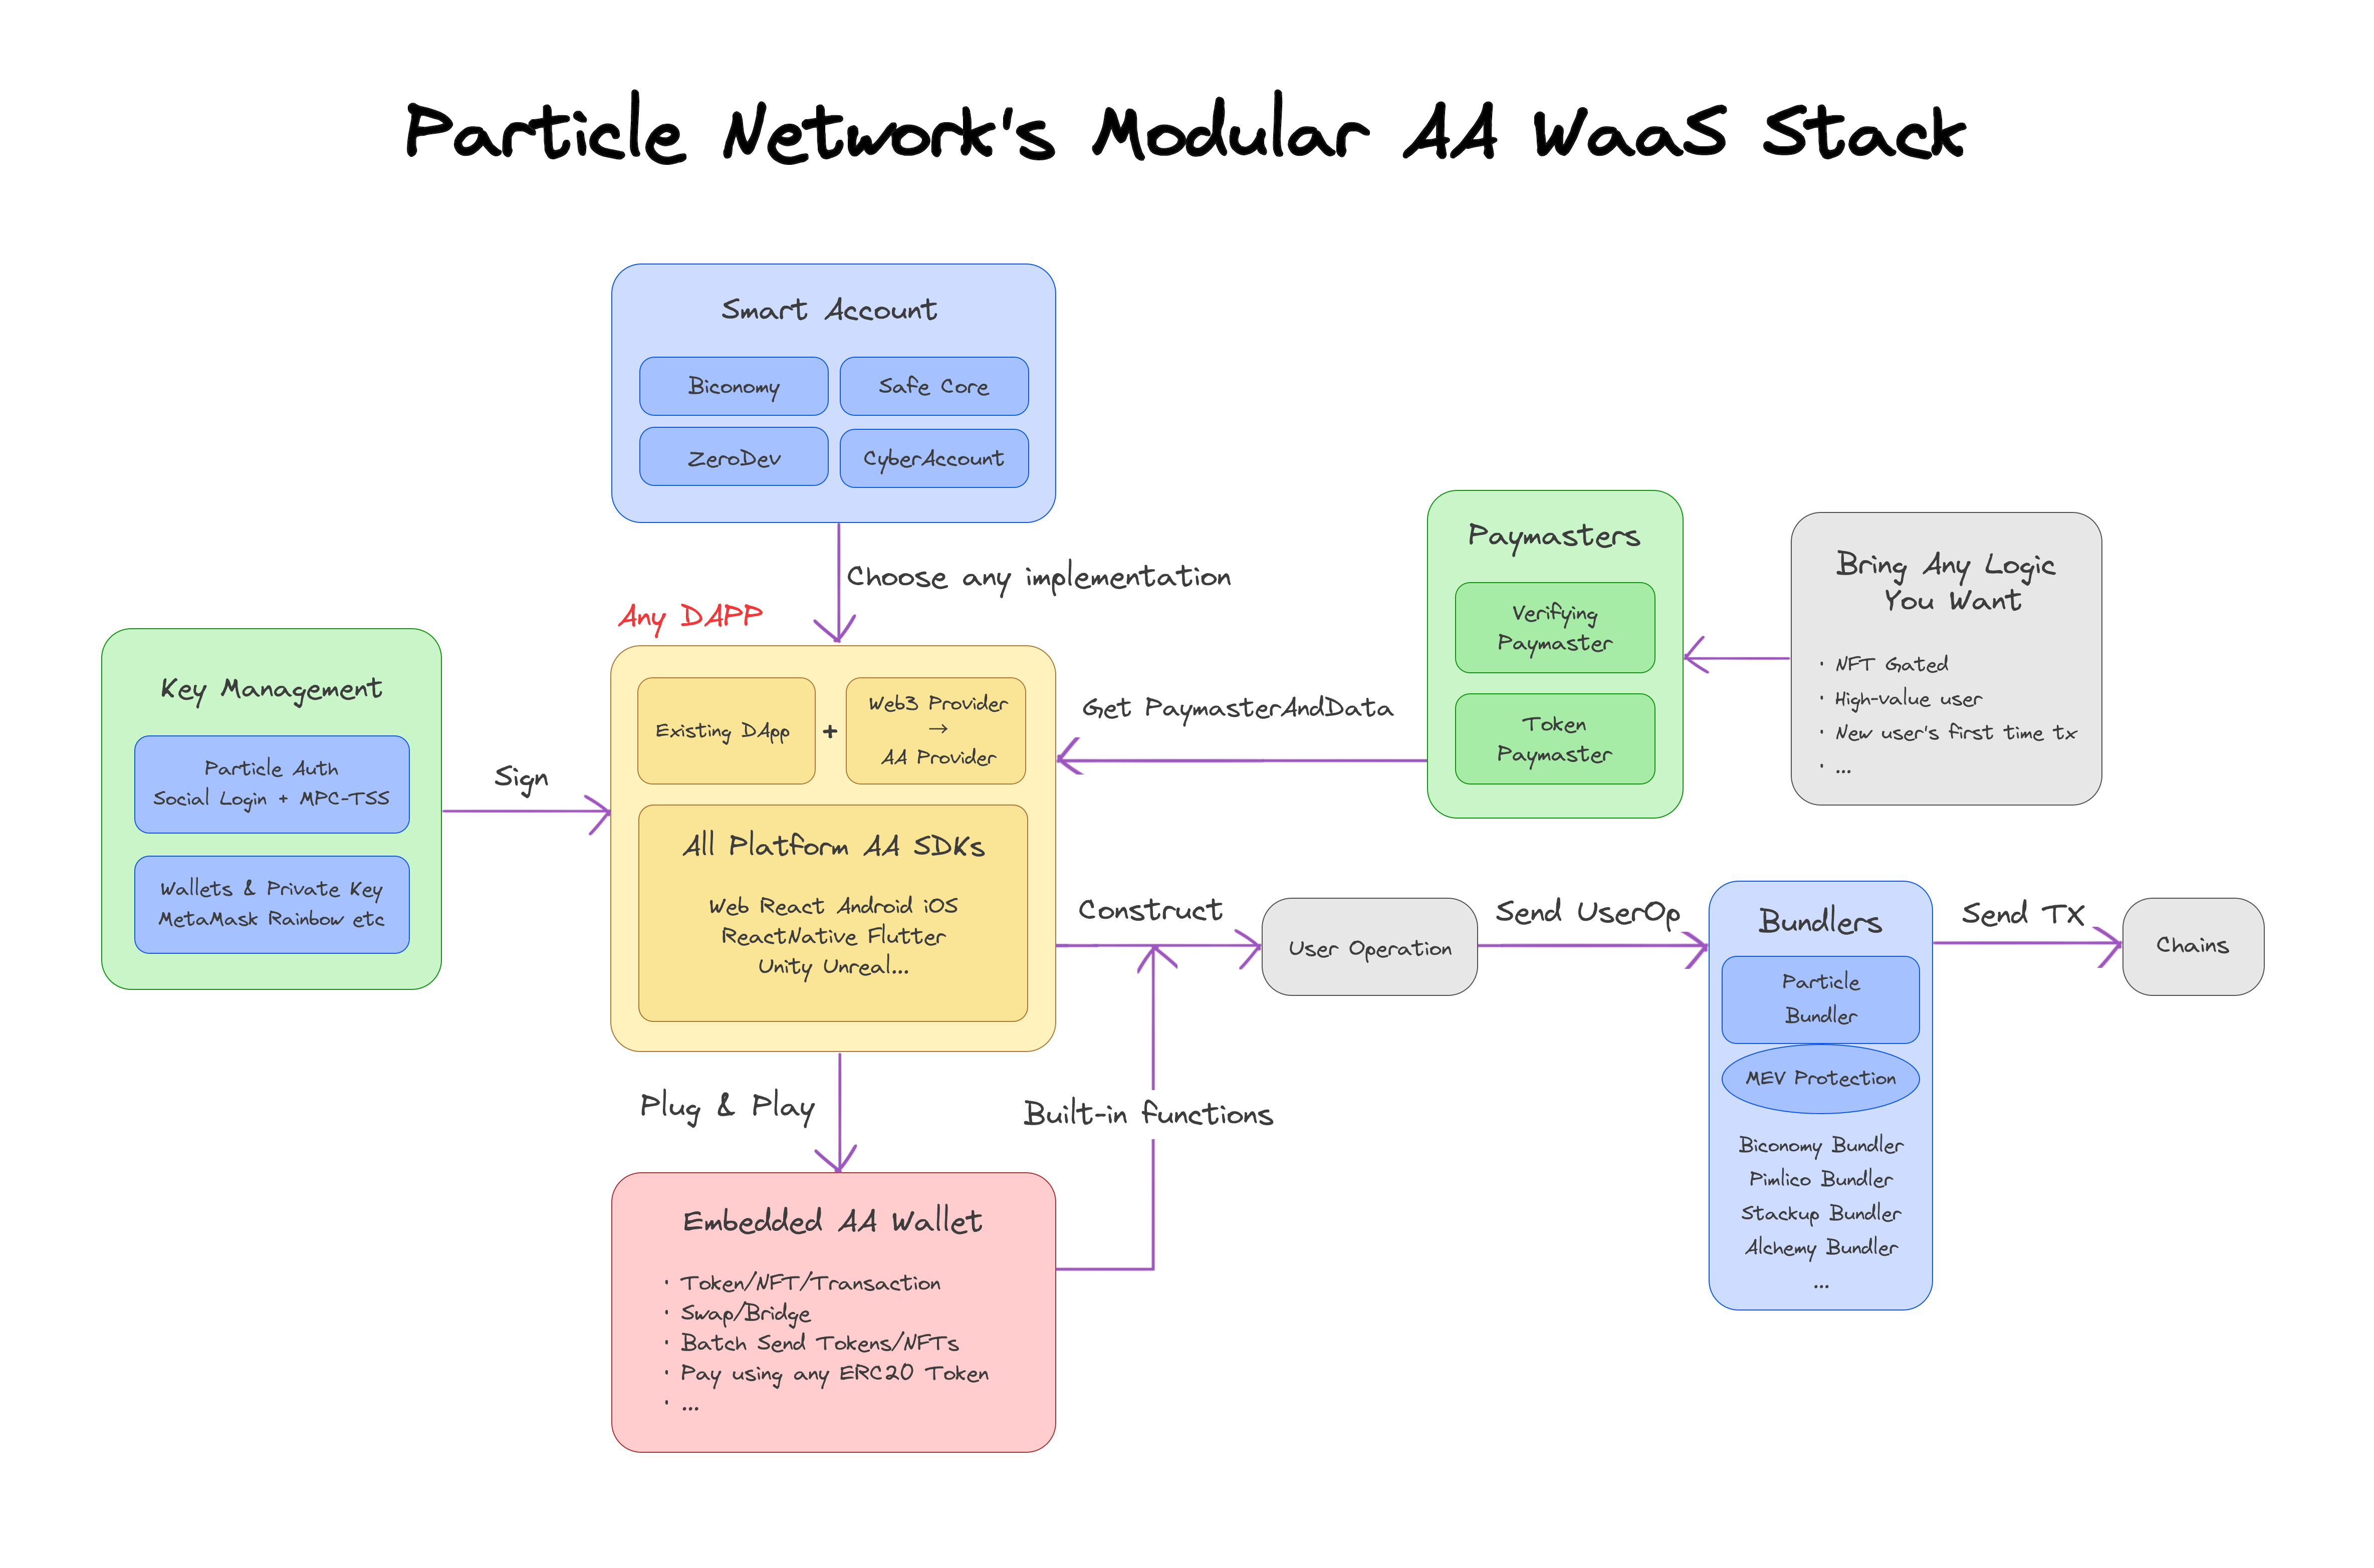 Particle Network's Modular AA WaaS Stack
Smart Account
Biconomy
Safe Core
ZeroDev
CyberAccount
Choose any implementation
Any DAPP
Key Management
Particle Auth
Social Login + MPC-TSS
Wallets & Private Key
MetaMask Rainbow etc
Sign
Existing DApp
+
Web3 Provider
→
AA Provider
All Platform AA SDKs
Web React Android iOS
ReactNative Flutter
Unity Unreal...
Get PaymasterAndData
Paymasters
Verifying
Paymaster
Token
Paymaster
Bring Any Logic
You Want
· NFT Gated
· High-value user
· New user's first time tx
· ...
Construct
User Operation
Send UserOp
Bundlers
Particle
Bundler
MEV Protection
Biconomy Bundler
Pimlico Bundler
Stackup Bundler
Alchemy Bundler
...
Send TX
Chains
Plug & Play
Built-in functions
Embedded AA Wallet
· Token/NFT/Transaction
· Swap/Bridge
· Batch Send Tokens/NFTs
· Pay using any ERC20 Token
· ...